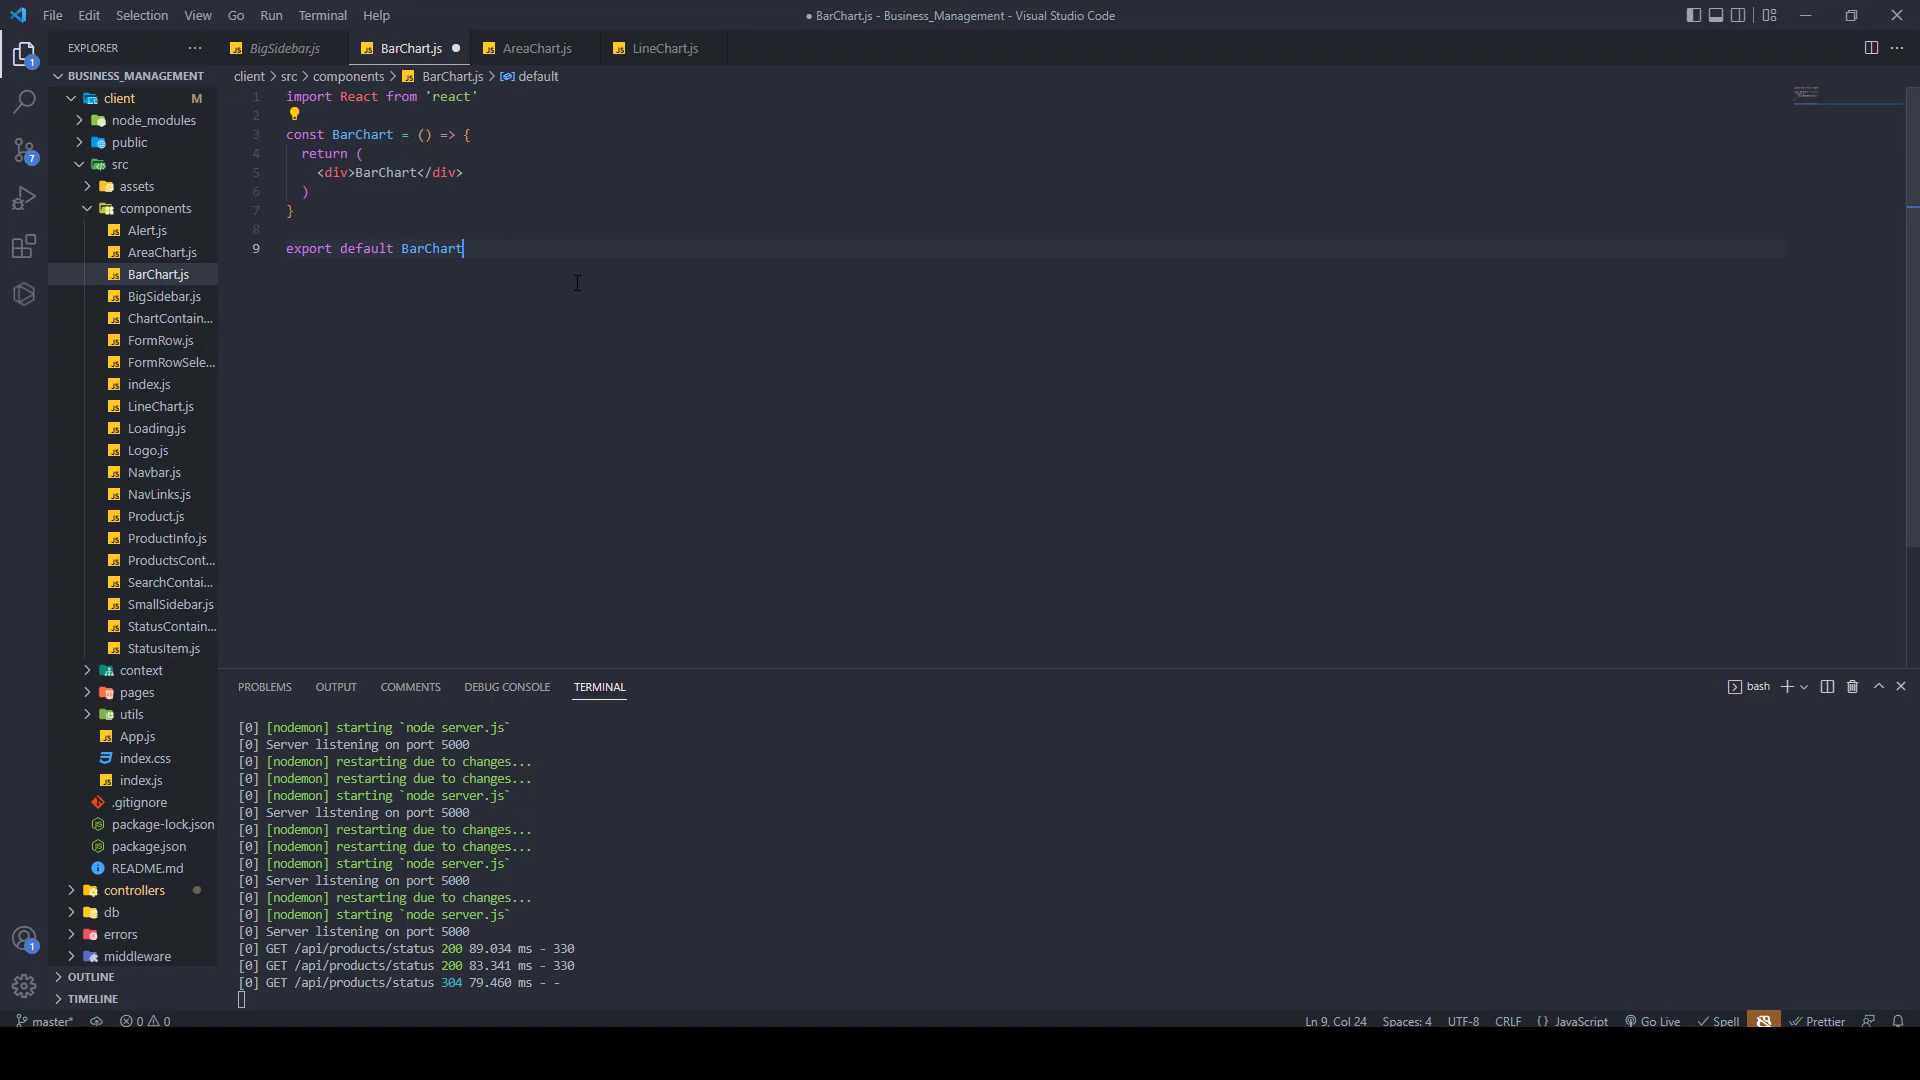 File Edit Selection View Go Run Terminal Help
● BarChart.js - Business_Management - Visual Studio Code
EXPLORER
BigSidebar.js
BarChart.js
AreaChart.js
LineChart.js
BUSINESS_MANAGEMENT
client M
node_modules
public
src
assets
components
Alert.js
AreaChart.js
BarChart.js
BigSidebar.js
ChartContain...
FormRow.js
FormRowSele...
index.js
LineChart.js
Loading.js
Logo.js
Navbar.js
NavLinks.js
Product.js
ProductInfo.js
ProductsCont...
SearchContai...
SmallSidebar.js
StatusContain...
StatusItem.js
context
pages
utils
App.js
index.css
index.js
.gitignore
package-lock.json
package.json
README.md
controllers
db
errors
middleware
OUTLINE
TIMELINE
client > src > components > BarChart.js > default
1 import React from 'react'
2
3 const BarChart = () => {
4 return (
5 <div>BarChart</div>
6 )
7 }
8
9 export default BarChart
PROBLEMS OUTPUT COMMENTS DEBUG CONSOLE TERMINAL
bash
[0] [nodemon] starting `node server.js`
[0] Server listening on port 5000
[0] [nodemon] restarting due to changes...
[0] [nodemon] restarting due to changes...
[0] [nodemon] starting `node server.js`
[0] Server listening on port 5000
[0] [nodemon] restarting due to changes...
[0] [nodemon] restarting due to changes...
[0] [nodemon] starting `node server.js`
[0] Server listening on port 5000
[0] [nodemon] restarting due to changes...
[0] [nodemon] starting `node server.js`
[0] Server listening on port 5000
[0] GET /api/products/status 200 89.034 ms - 330
[0] GET /api/products/status 200 83.341 ms - 330
[0] GET /api/products/status 304 79.460 ms - -
1
7
1
master* 0 0
Ln 9, Col 24 Spaces: 4 UTF-8 CRLF { } JavaScript Go Live Spell Prettier